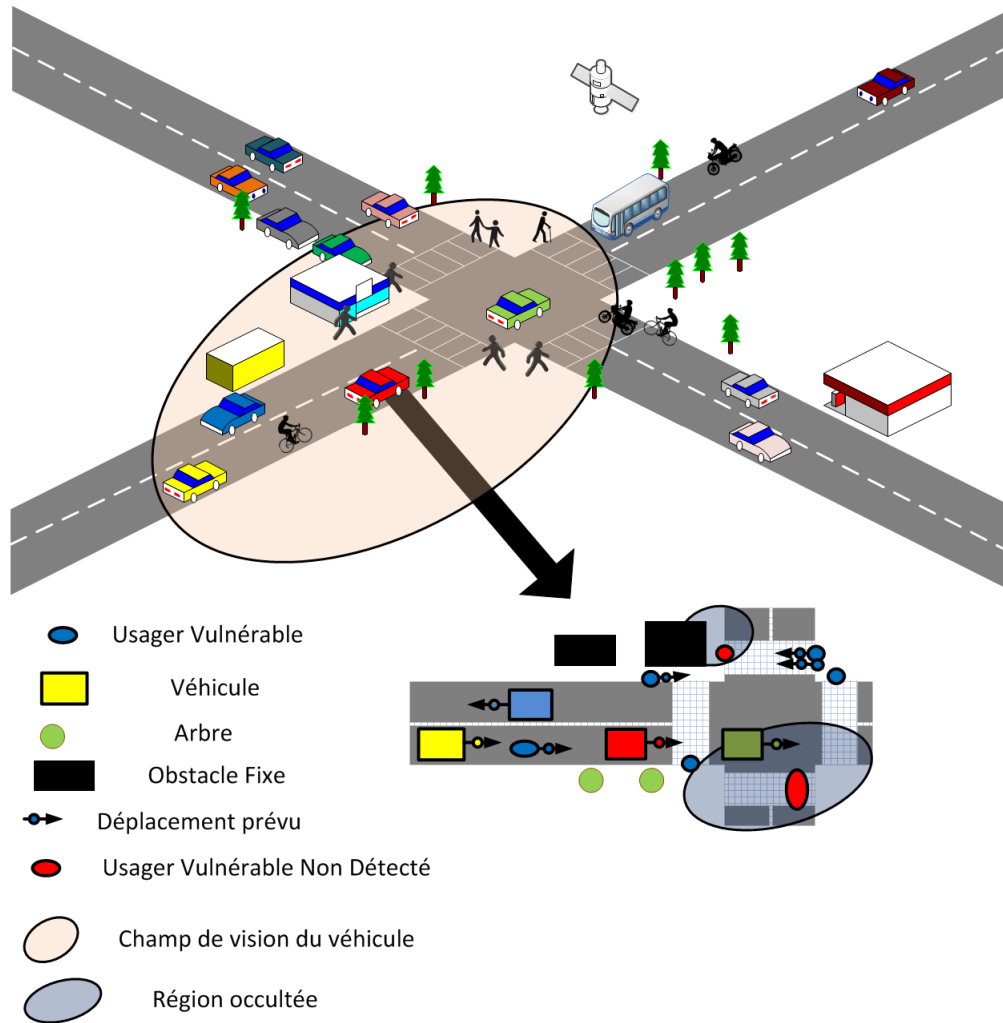 Usager Vulnérable
Véhicule
Arbre
Obstacle Fixe
Déplacement prévu
Usager Vulnérable Non Détecté
Champ de vision du véhicule
Région occultée